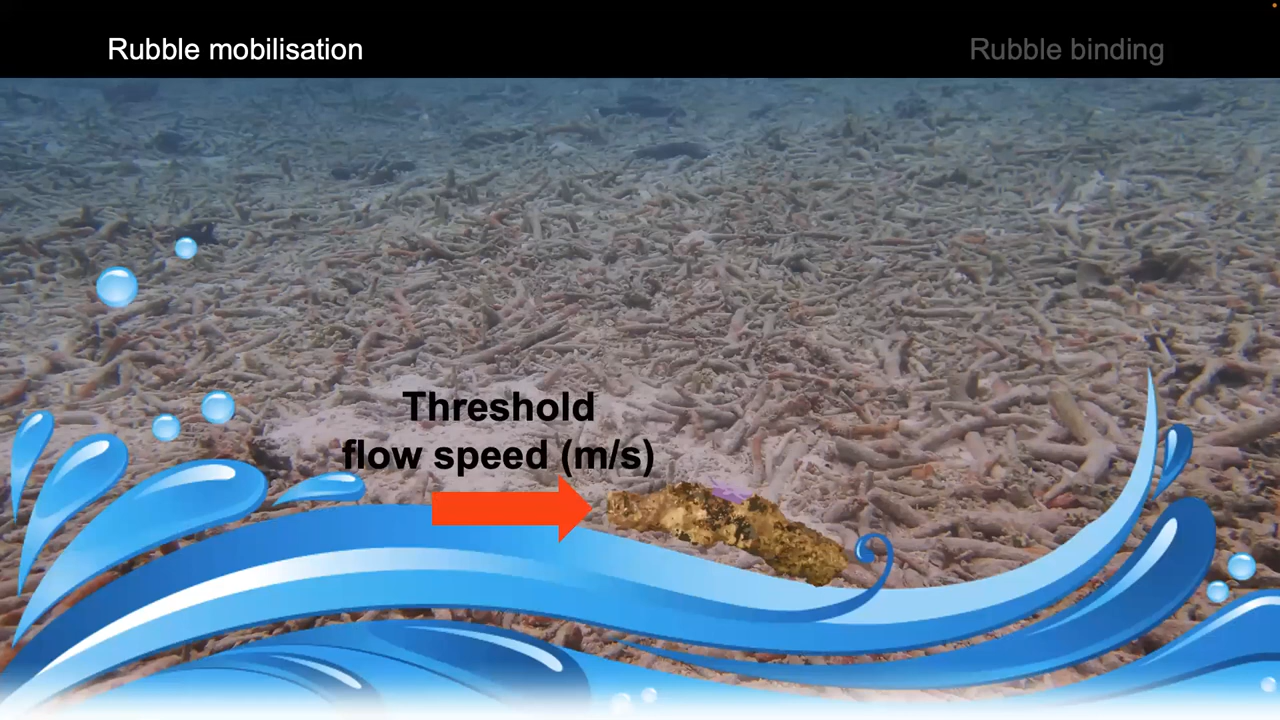 Rubble mobilisation
Rubble binding
Threshold
flow speed (m/s)